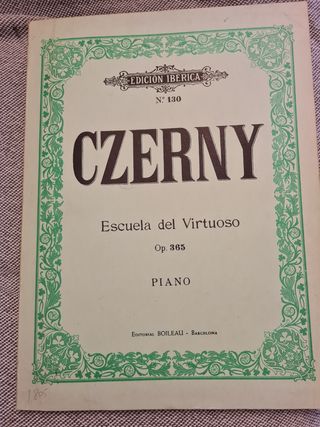 EDICION IBERICA
N.º 130
CZERNY
Escuela del Virtuoso
Op. 365
PIANO
EDITORIAL BOILEAU - BARCELONA